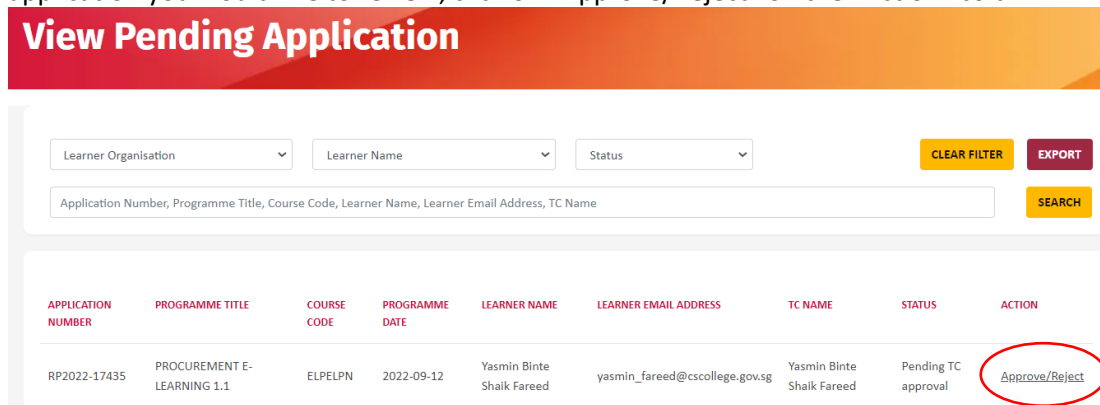 View Pending Application
Learner Organisation Learner Name Status CLEAR FILTER EXPORT
Application Number, Programme Title, Course Code, Learner Name, Learner Email Address, TC Name SEARCH
APPLICATION PROGRAMME TITLE COURSE PROGRAMME LEARNER NAME LEARNER EMAIL ADDRESS TC NAME STATUS ACTION
NUMBER CODE DATE
PROCUREMENT E- Yasmin Binte Yasmin Binte Pending TC
RP2022-17435 ELPELPN 2022-09-12 yasmin_fareed@cscollege.gov.sg Approve/Reject
LEARNING 1.1 Shaik Fareed Shaik Fareed approval